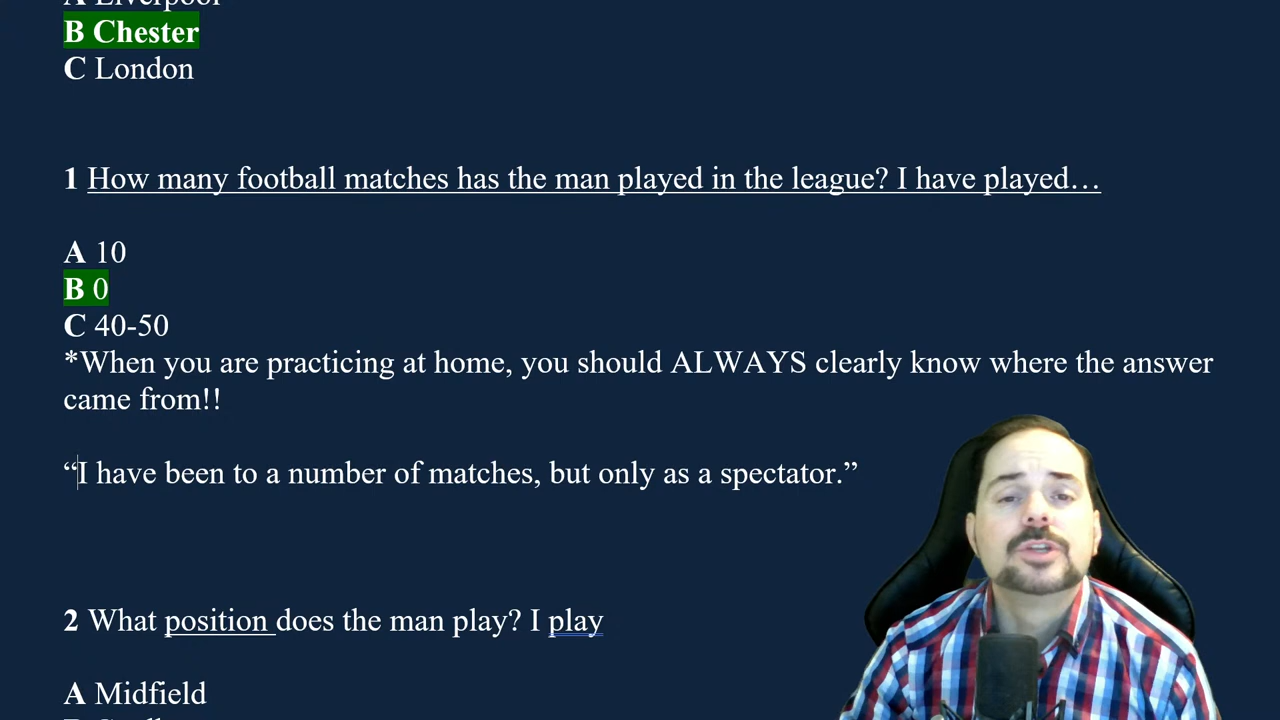 A Liverpool
B Chester
C London
1 How many football matches has the man played in the league? I have played…
A 10
B 0
C 40-50
*When you are practicing at home, you should ALWAYS clearly know where the answer
came from!!
“I have been to a number of matches, but only as a spectator.”
2 What position does the man play? I play
A Midfield